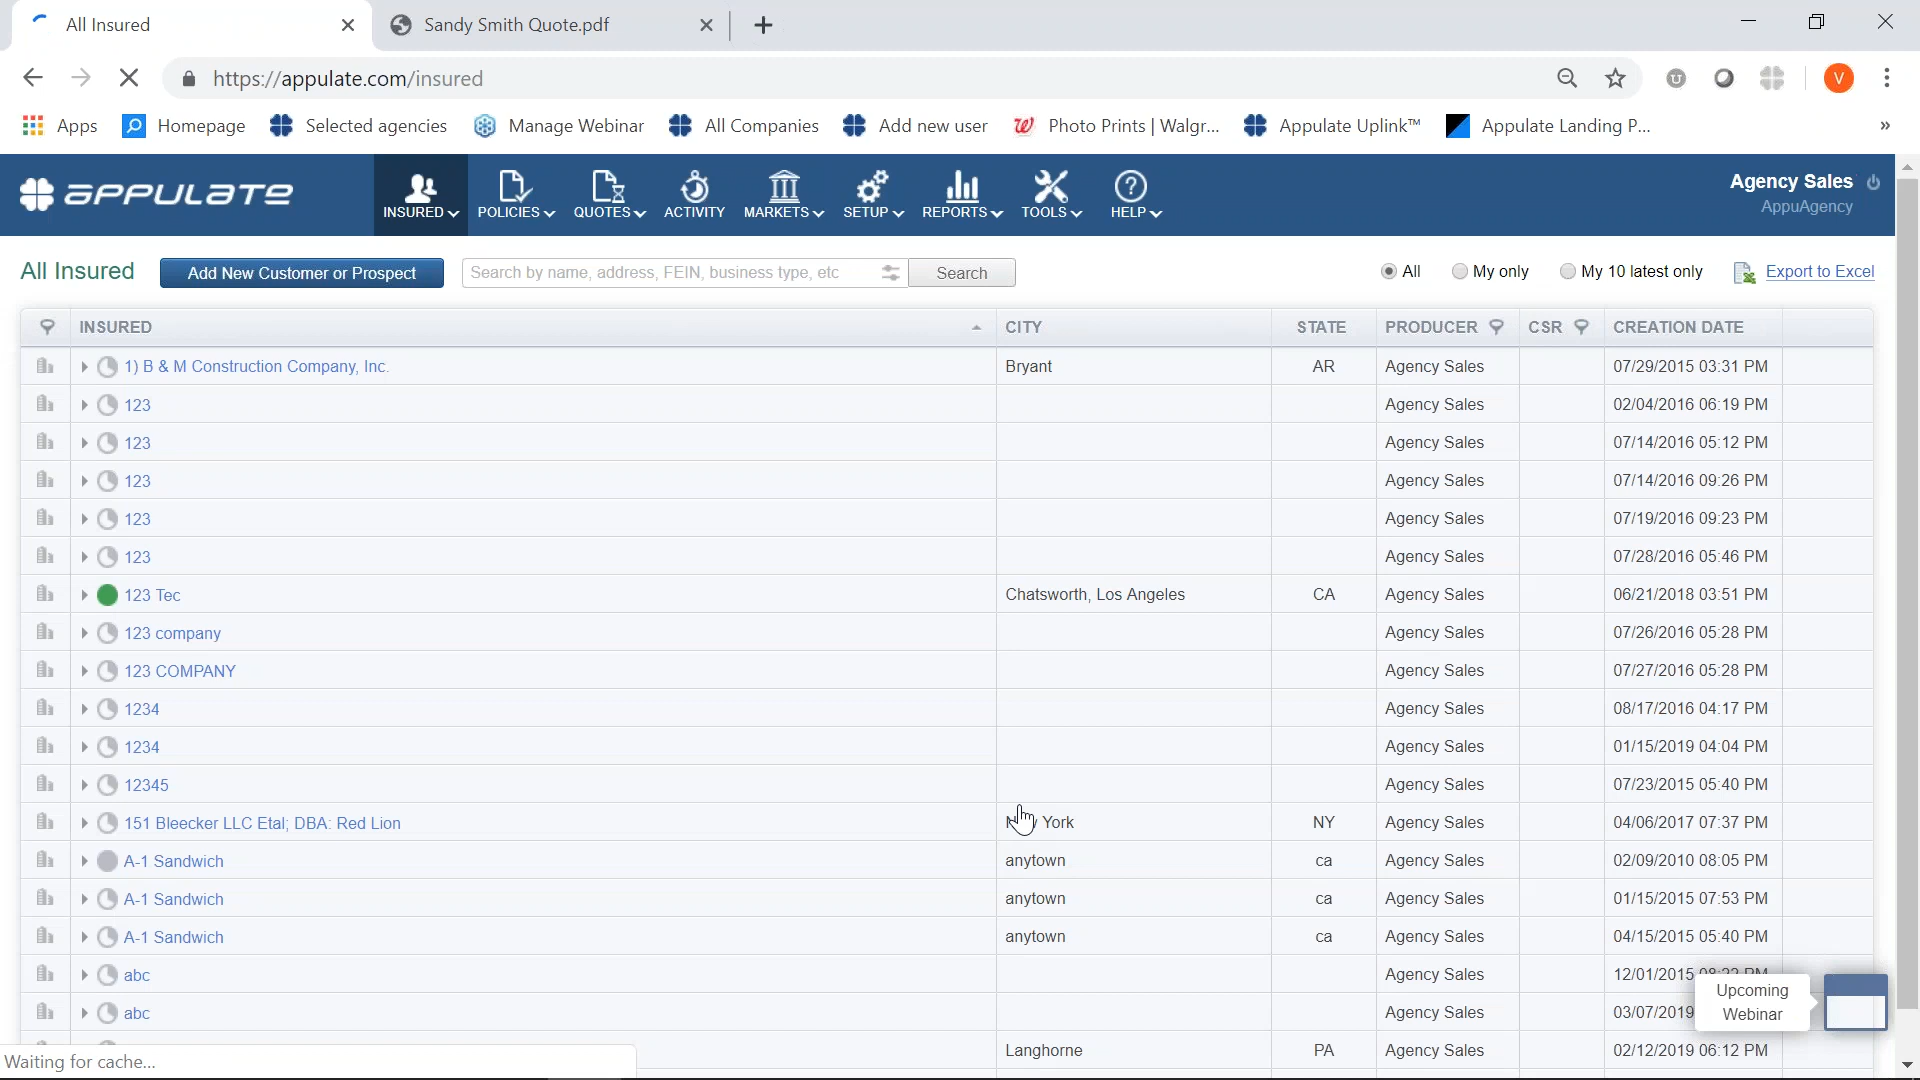 All Insured
Sandy Smith Quote.pdf
https://appulate.com/insured
V
Apps Homepage Selected agencies Manage Webinar All Companies Add new user Photo Prints | Walgr... Appulate Uplink™ Appulate Landing P... »
APPULATE INSURED POLICIES QUOTES ACTIVITY MARKETS SETUP REPORTS TOOLS HELP
Agency Sales
AppuAgency
All Insured Add New Customer or Prospect Search by name, address, FEIN, business type, etc Search All My only My 10 latest only Export to Excel
INSURED CITY STATE PRODUCER CSR CREATION DATE
1) B & M Construction Company, Inc. Bryant AR Agency Sales 07/29/2015 03:31 PM
123 Agency Sales 02/04/2016 06:19 PM
123 Agency Sales 07/14/2016 05:12 PM
123 Agency Sales 07/14/2016 09:26 PM
123 Agency Sales 07/19/2016 09:23 PM
123 Agency Sales 07/28/2016 05:46 PM
123 Tec Chatsworth, Los Angeles CA Agency Sales 06/21/2018 03:51 PM
123 company Agency Sales 07/26/2016 05:28 PM
123 COMPANY Agency Sales 07/27/2016 05:28 PM
1234 Agency Sales 08/17/2016 04:17 PM
1234 Agency Sales 01/15/2019 04:04 PM
12345 Agency Sales 07/23/2015 05:40 PM
151 Bleecker LLC Etal; DBA: Red Lion York NY Agency Sales 04/06/2017 07:37 PM
A-1 Sandwich anytown ca Agency Sales 02/09/2010 08:05 PM
A-1 Sandwich anytown ca Agency Sales 01/15/2015 07:53 PM
A-1 Sandwich anytown ca Agency Sales 04/15/2015 05:40 PM
abc Agency Sales 12/01/2015
Upcoming
Webinar
abc Agency Sales 03/07/2019
Langhorne PA Agency Sales 02/12/2019 06:12 PM
Waiting for cache...